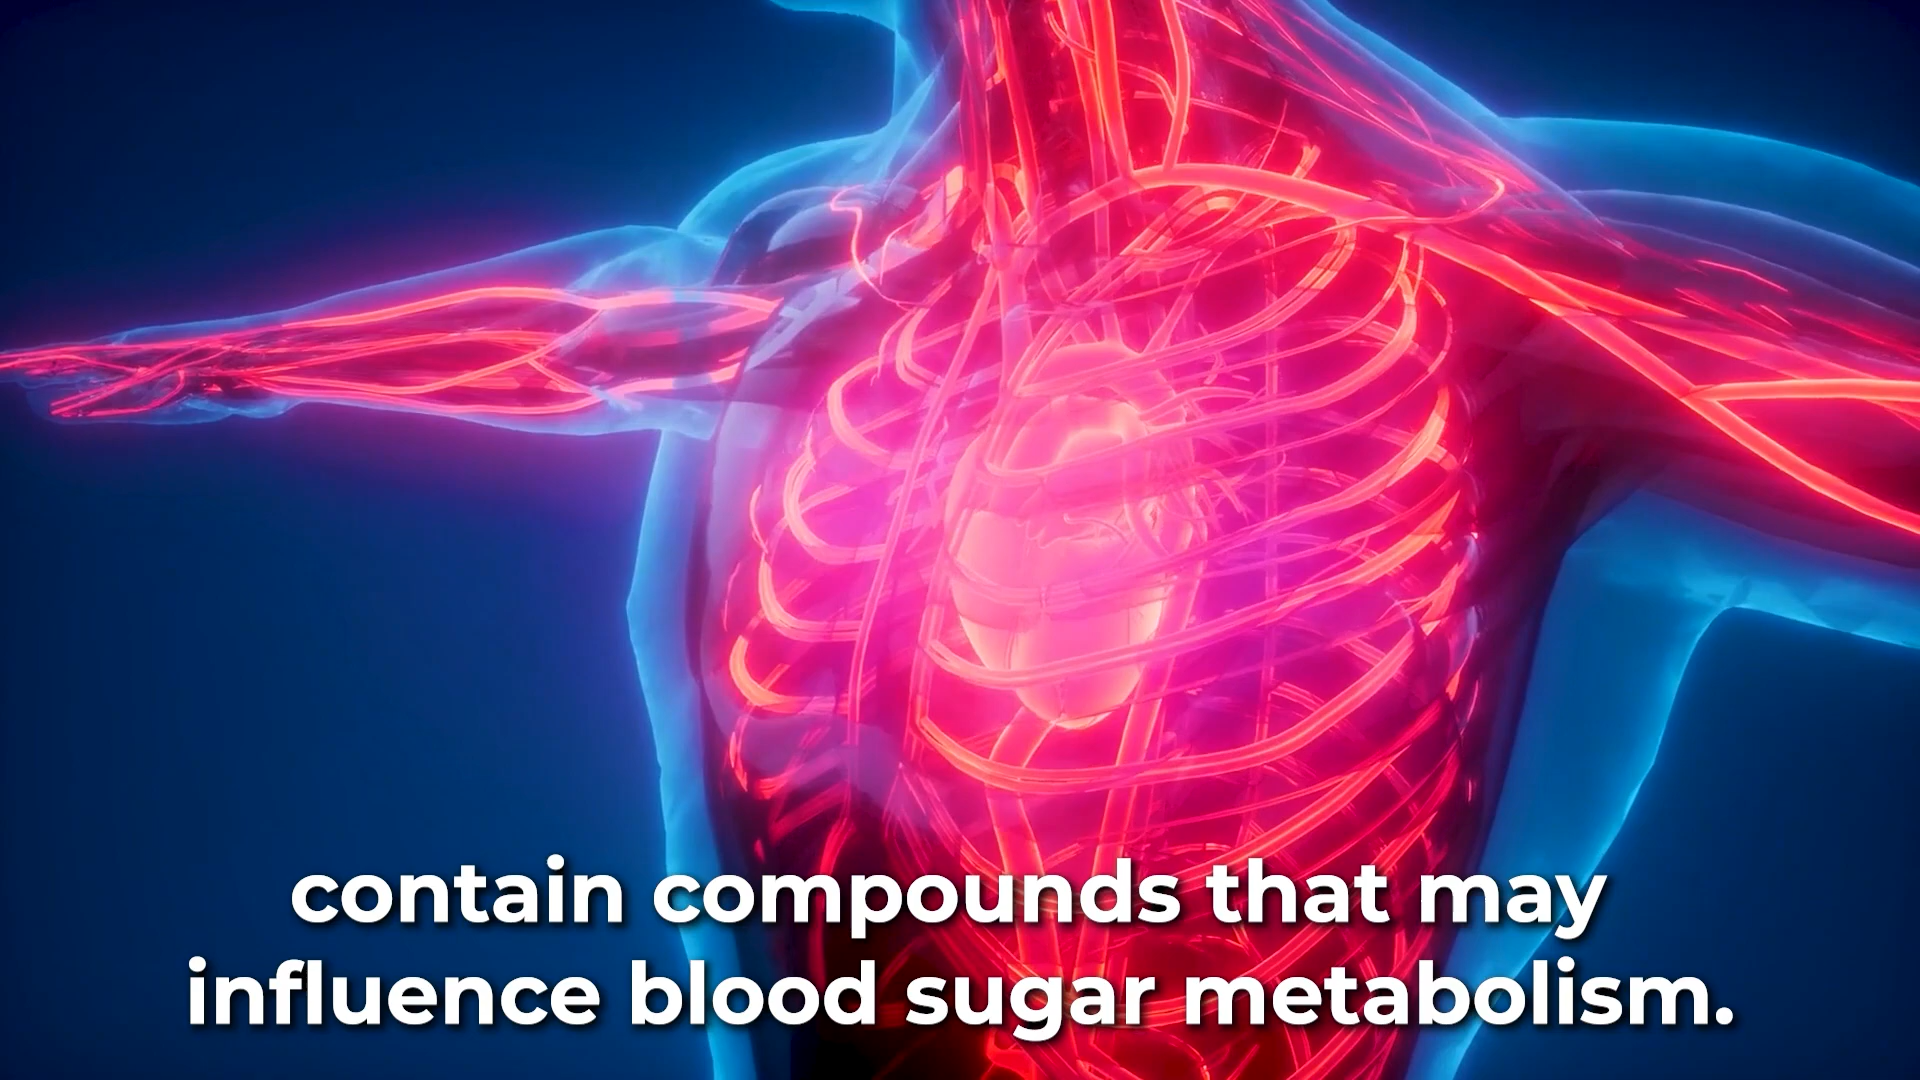 contain compounds that may
influence blood sugar metabolism.